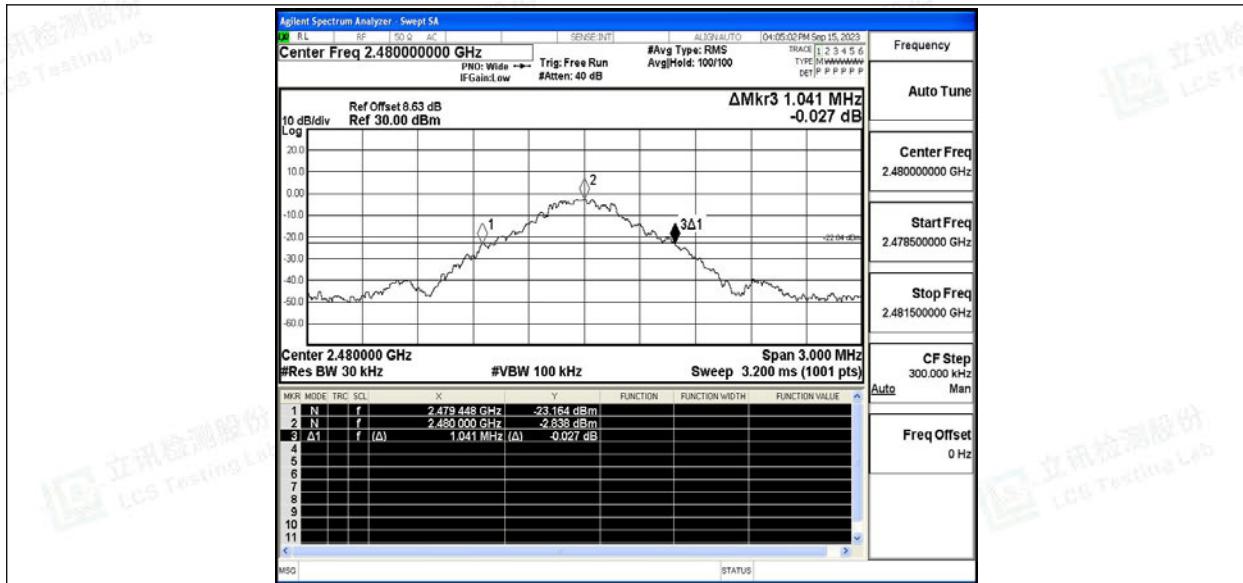 Agilent Spectrum Analyzer - Swept SA
RL RF 50 Ω AC SENSE:INT ALIGN AUTO 04:05:02 PM Sep 15, 2023
Center Freq 2.480000000 GHz
PNO: Wide
IFGain:Low
Trig: Free Run
#Atten: 40 dB
#Avg Type: RMS
Avg|Hold: 100/100
TRACE 1 2 3 4 5 6
TYPE M W W W W W
DET P P P P P P
ΔMkr3 1.041 MHz
-0.027 dB
Ref Offset 8.63 dB
Ref 30.00 dBm
10 dB/div
Log
20.0
10.0
0.00
-10.0
-20.0
-30.0
-40.0
-50.0
-60.0
1
2
3Δ1
-22.84 dBm
Center 2.480000 GHz Span 3.000 MHz
#Res BW 30 kHz #VBW 100 kHz Sweep 3.200 ms (1001 pts)
MKR MODE TRC SCL X Y FUNCTION FUNCTION WIDTH FUNCTION VALUE
1 N f 2.479 448 GHz -23.164 dBm
2 N f 2.480 000 GHz -2.838 dBm
3 Δ1 f (Δ) 1.041 MHz (Δ) -0.027 dB
4
5
6
7
8
9
10
11
MSG STATUS
Frequency
Auto Tune
Center Freq
2.480000000 GHz
Start Freq
2.478500000 GHz
Stop Freq
2.481500000 GHz
CF Step
300.000 kHz
Auto Man
Freq Offset
0 Hz
立讯检测股份
LCS Testing Lab
立讯检测股份
LCS Testing Lab